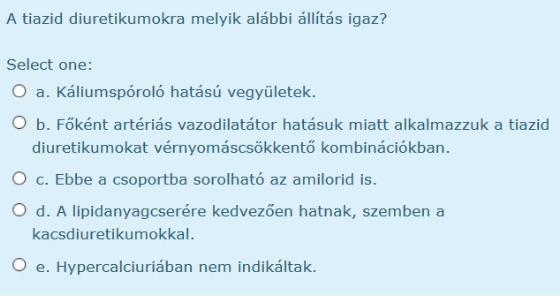 A tiazid diuretikumokra melyik alábbi állítás igaz?
Select one:
a. Káliumspóroló hatású vegyületek.
b. Főként artériás vazodilatátor hatásuk miatt alkalmazzuk a tiazid
diuretikumokat vérnyomáscsökkentő kombinációkban.
c. Ebbe a csoportba sorolható az amilorid is.
d. A lipidanyagcserére kedvezően hatnak, szemben a
kacsdiuretikumokkal.
e. Hypercalciuriában nem indikáltak.